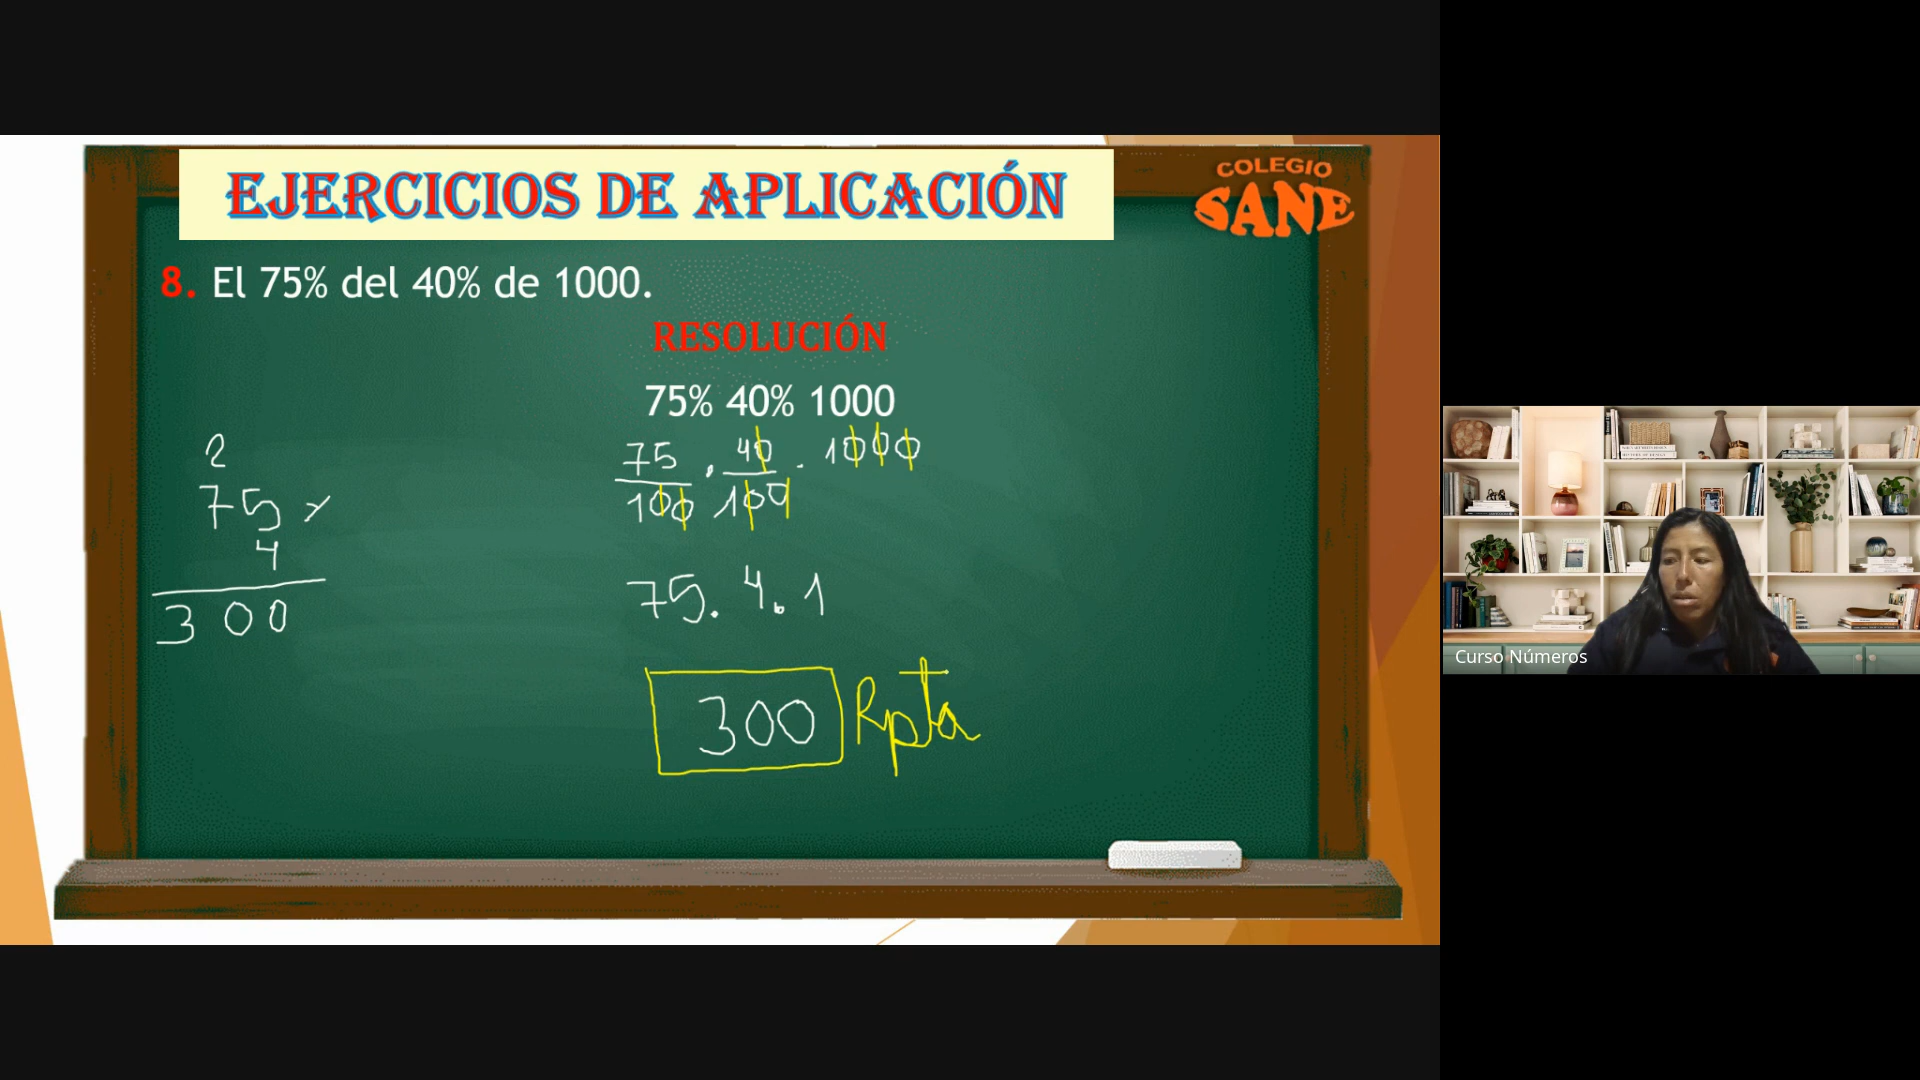 EJERCICIOS DE APLICACIÓN
COLEGIO
SANE
8. El 75% del 40% de 1000.
RESOLUCIÓN
75% 40% 1000
75/100 . 40/100 . 1000
2
75 x
4
300
75. 4. 1
300 Rpta
Curso Números